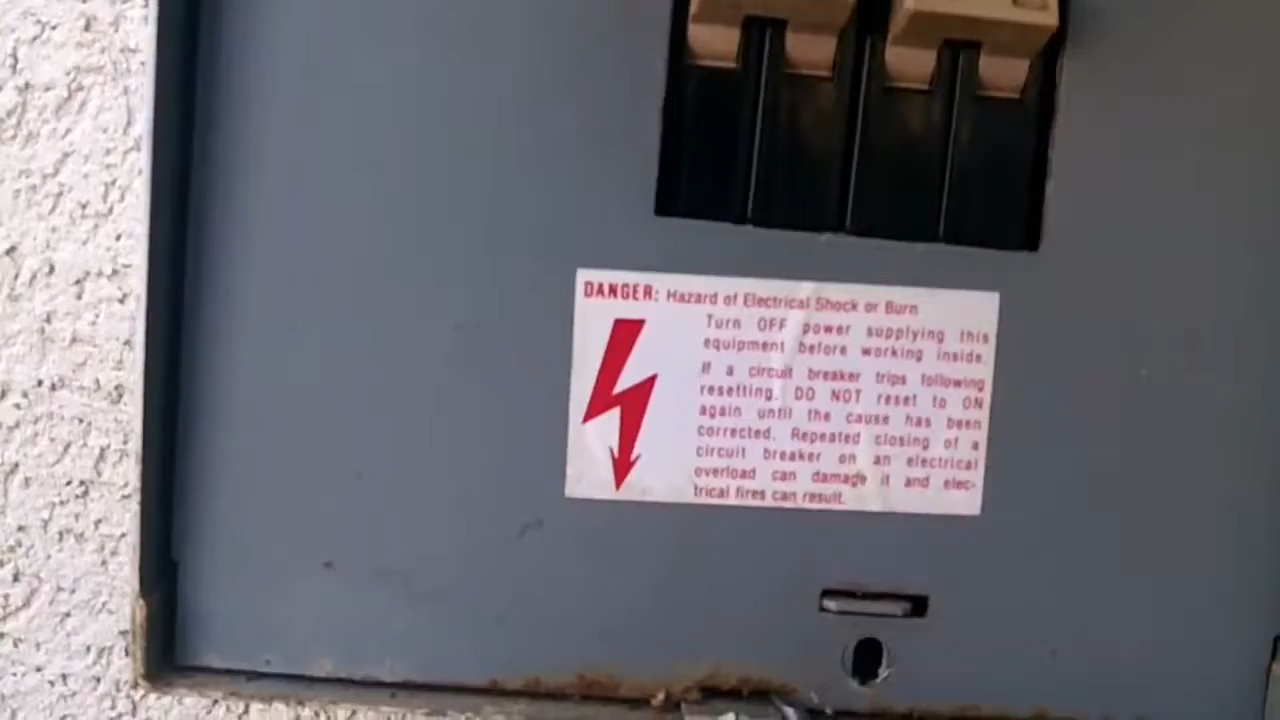 DANGER: Hazard of Electrical Shock or Burn
Turn OFF power supplying this
equipment before working inside.
If a circuit breaker trips following
resetting, DO NOT reset to ON
again until the cause has been
corrected. Repeated closing of a
circuit breaker on an electrical
overload can damage it and elec-
trical fires can result.